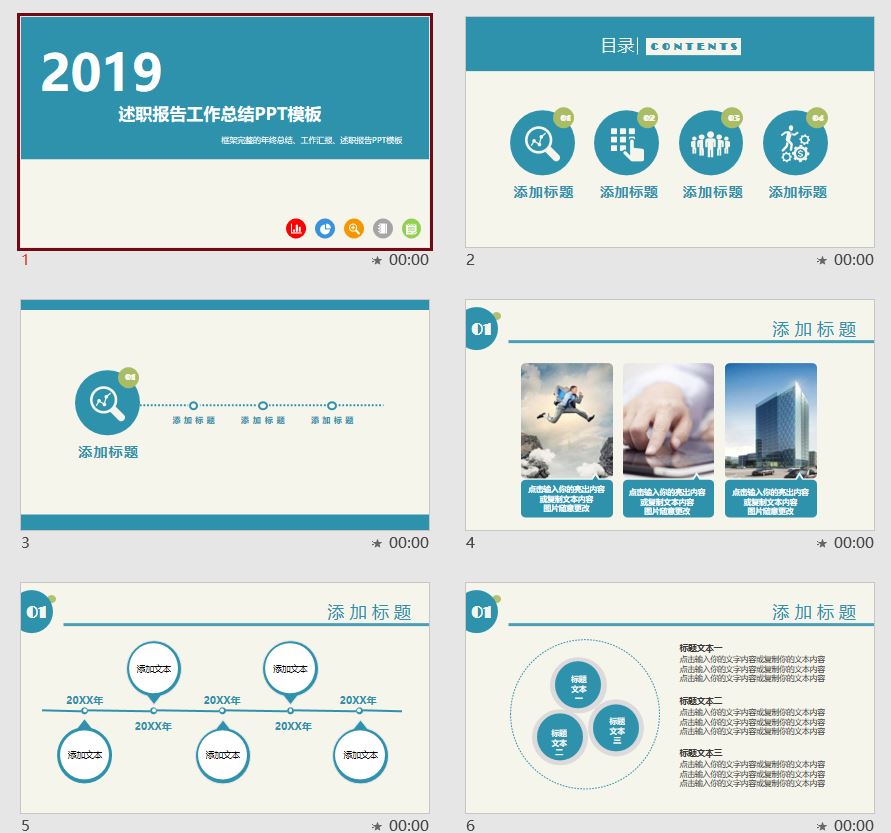 2019
述职报告工作总结PPT模板
框架完整的年终总结、工作汇报、述职报告PPT模板
1
00:00
目录
CONTENTS
01
02
03
04
添加标题
添加标题
添加标题
添加标题
2
00:00
01
添加标题
添加标题
添加标题
添加标题
3
00:00
01
添加标题
点击输入你的亮出内容
或复制文本内容
图片随意更改
点击输入你的亮出内容
或复制文本内容
图片随意更改
点击输入你的亮出内容
或复制文本内容
图片随意更改
4
00:00
01
添加标题
添加文本
添加文本
20XX年
20XX年
20XX年
20XX年
20XX年
添加文本
添加文本
添加文本
5
00:00
01
添加标题
标题
文本
一
标题
文本
二
标题
文本
三
标题文本一
点击输入你的文字内容或复制你的文本内容
点击输入你的文字内容或复制你的文本内容
点击输入你的文字内容或复制你的文本内容
标题文本二
点击输入你的文字内容或复制你的文本内容
点击输入你的文字内容或复制你的文本内容
点击输入你的文字内容或复制你的文本内容
标题文本三
点击输入你的文字内容或复制你的文本内容
点击输入你的文字内容或复制你的文本内容
点击输入你的文字内容或复制你的文本内容
6
00:00